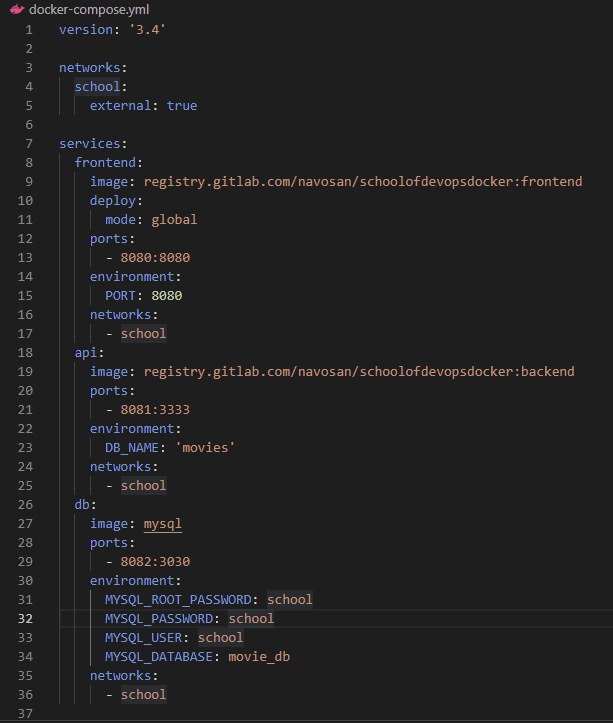 docker-compose.yml
1 version: '3.4'
2
3 networks:
4   school:
5     external: true
6
7 services:
8   frontend:
9     image: registry.gitlab.com/navosan/schoolofdevopsdocker:frontend
10     deploy:
11       mode: global
12     ports:
13       - 8080:8080
14     environment:
15       PORT: 8080
16     networks:
17       - school
18   api:
19     image: registry.gitlab.com/navosan/schoolofdevopsdocker:backend
20     ports:
21       - 8081:3333
22     environment:
23       DB_NAME: 'movies'
24     networks:
25       - school
26   db:
27     image: mysql
28     ports:
29       - 8082:3030
30     environment:
31       MYSQL_ROOT_PASSWORD: school
32       MYSQL_PASSWORD: school
33       MYSQL_USER: school
34       MYSQL_DATABASE: movie_db
35     networks:
36       - school
37